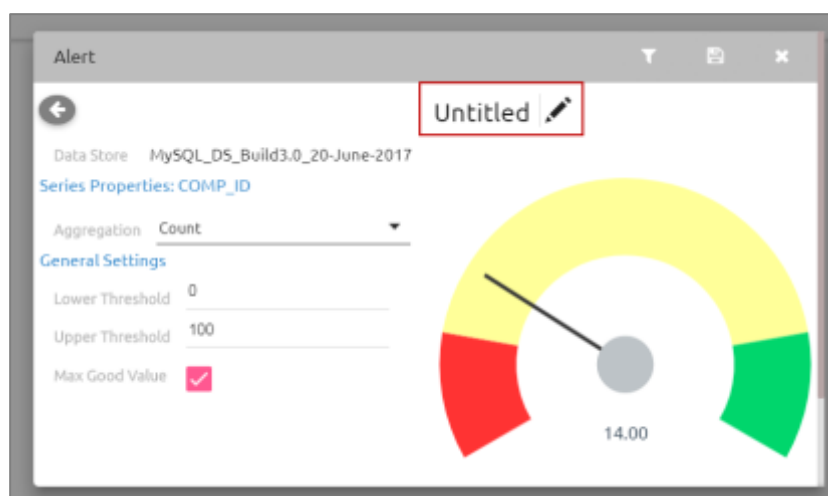 Alert
Untitled
Data Store MySQL_DS_Build3.0_20-June-2017
Series Properties: COMP_ID
Aggregation Count
General Settings
Lower Threshold 0
Upper Threshold 100
Max Good Value
14.00